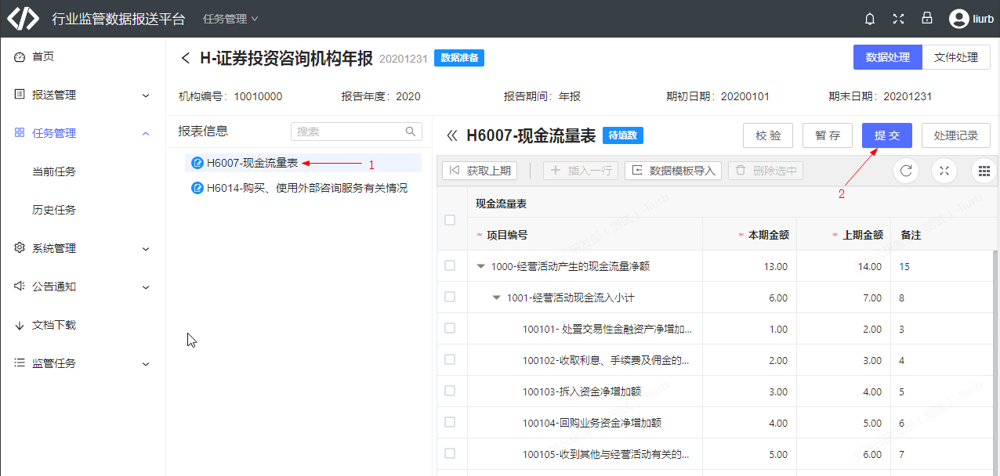 行业监管数据报送平台 任务管理 liurb
首页
报送管理
任务管理
当前任务
历史任务
系统管理
公告通知
文档下载
监管任务
H-证券投资咨询机构年报 20201231 数据准备 数据处理 文件处理
机构编号：10010000 报告年度：2020 报告期间：年报 期初日期：20200101 期末日期：20201231
报表信息 搜索
H6007-现金流量表 1
H6014-购买、使用外部咨询服务有关情况
H6007-现金流量表 待填数 校 验 暂 存 提 交 处理记录
获取上期 插入一行 数据模板导入 删除选中
2
现金流量表
* 项目编号 * 本期金额 * 上期金额 备注
1000-经营活动产生的现金流量净额 13.00 14.00 15
1001-经营活动现金流入小计 6.00 7.00 8
100101- 处置交易性金融资产净增加... 1.00 2.00 3
100102-收取利息、手续费及佣金的... 2.00 3.00 4
100103-拆入资金净增加额 3.00 4.00 5
100104-回购业务资金净增加额 4.00 5.00 6
100105-收到其他与经营活动有关的... 5.00 6.00 7